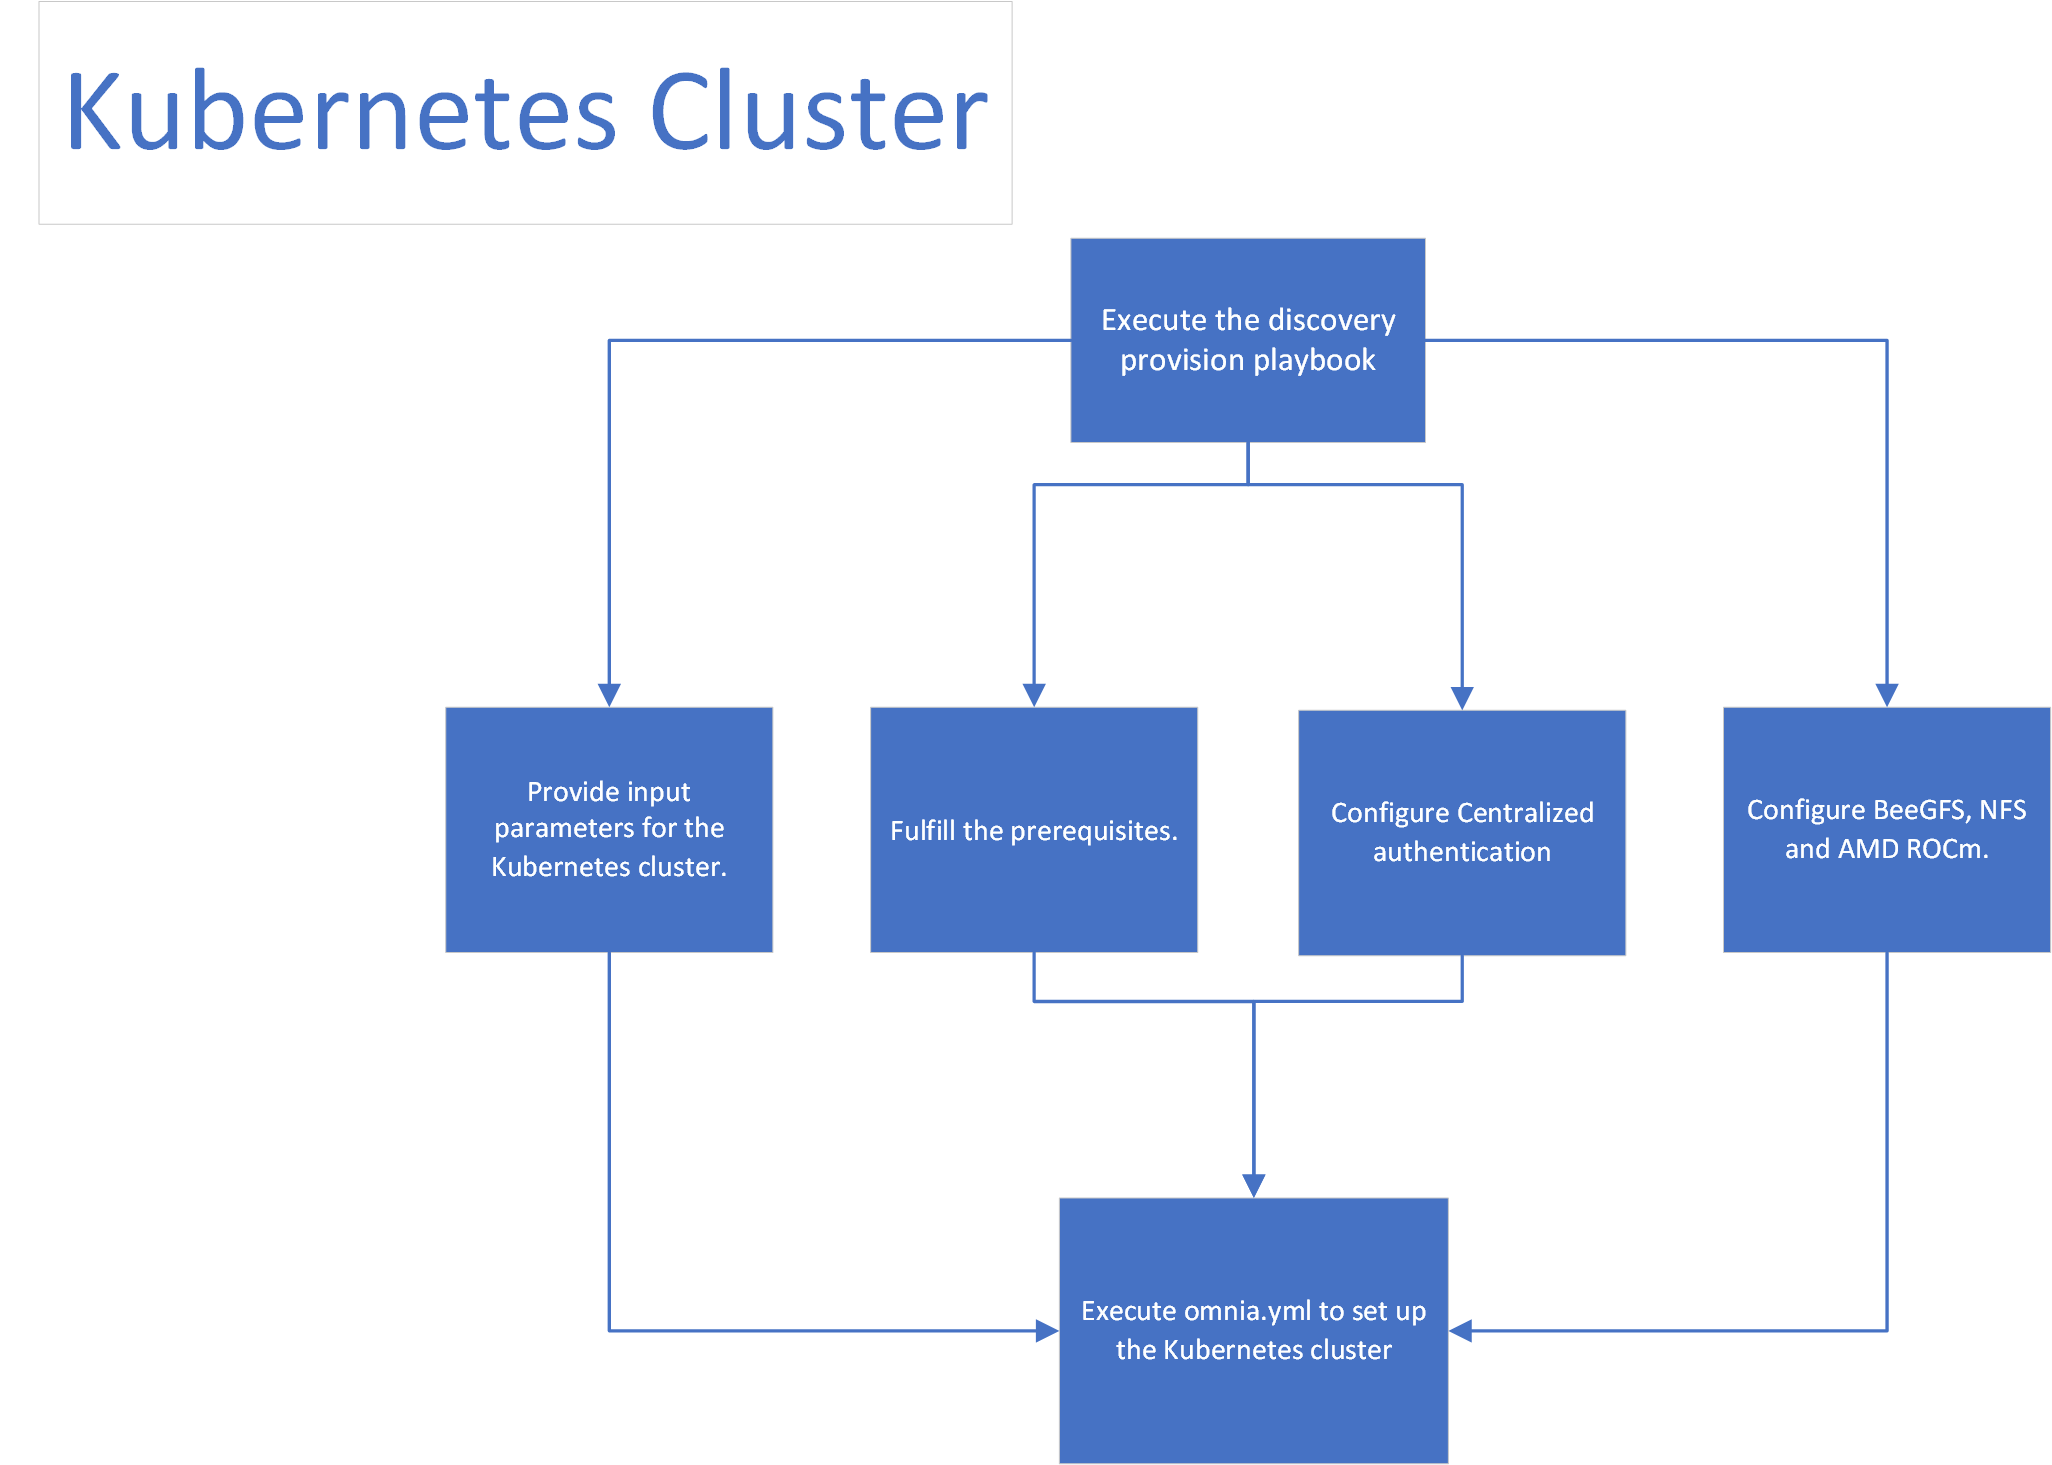 Kubernetes Cluster
Execute the discovery
provision playbook
Provide input
parameters for the
Kubernetes cluster.
Fulfill the prerequisites.
Configure Centralized
authentication
Configure BeeGFS, NFS
and AMD ROCm.
Execute omnia.yml to set up
the Kubernetes cluster